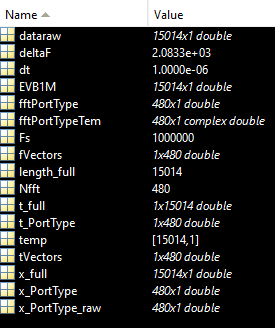 Name Value
dataraw 15014x1 double
deltaF 2.0833e+03
dt 1.0000e-06
EVB1M 15014x1 double
fftPortType 480x1 double
fftPortTypeTem 480x1 complex double
Fs 1000000
fVectors 1x480 double
length_full 15014
Nfft 480
t_full 1x15014 double
t_PortType 1x480 double
temp [15014,1]
tVectors 1x480 double
x_full 15014x1 double
x_PortType 480x1 double
x_PortType_raw 480x1 double